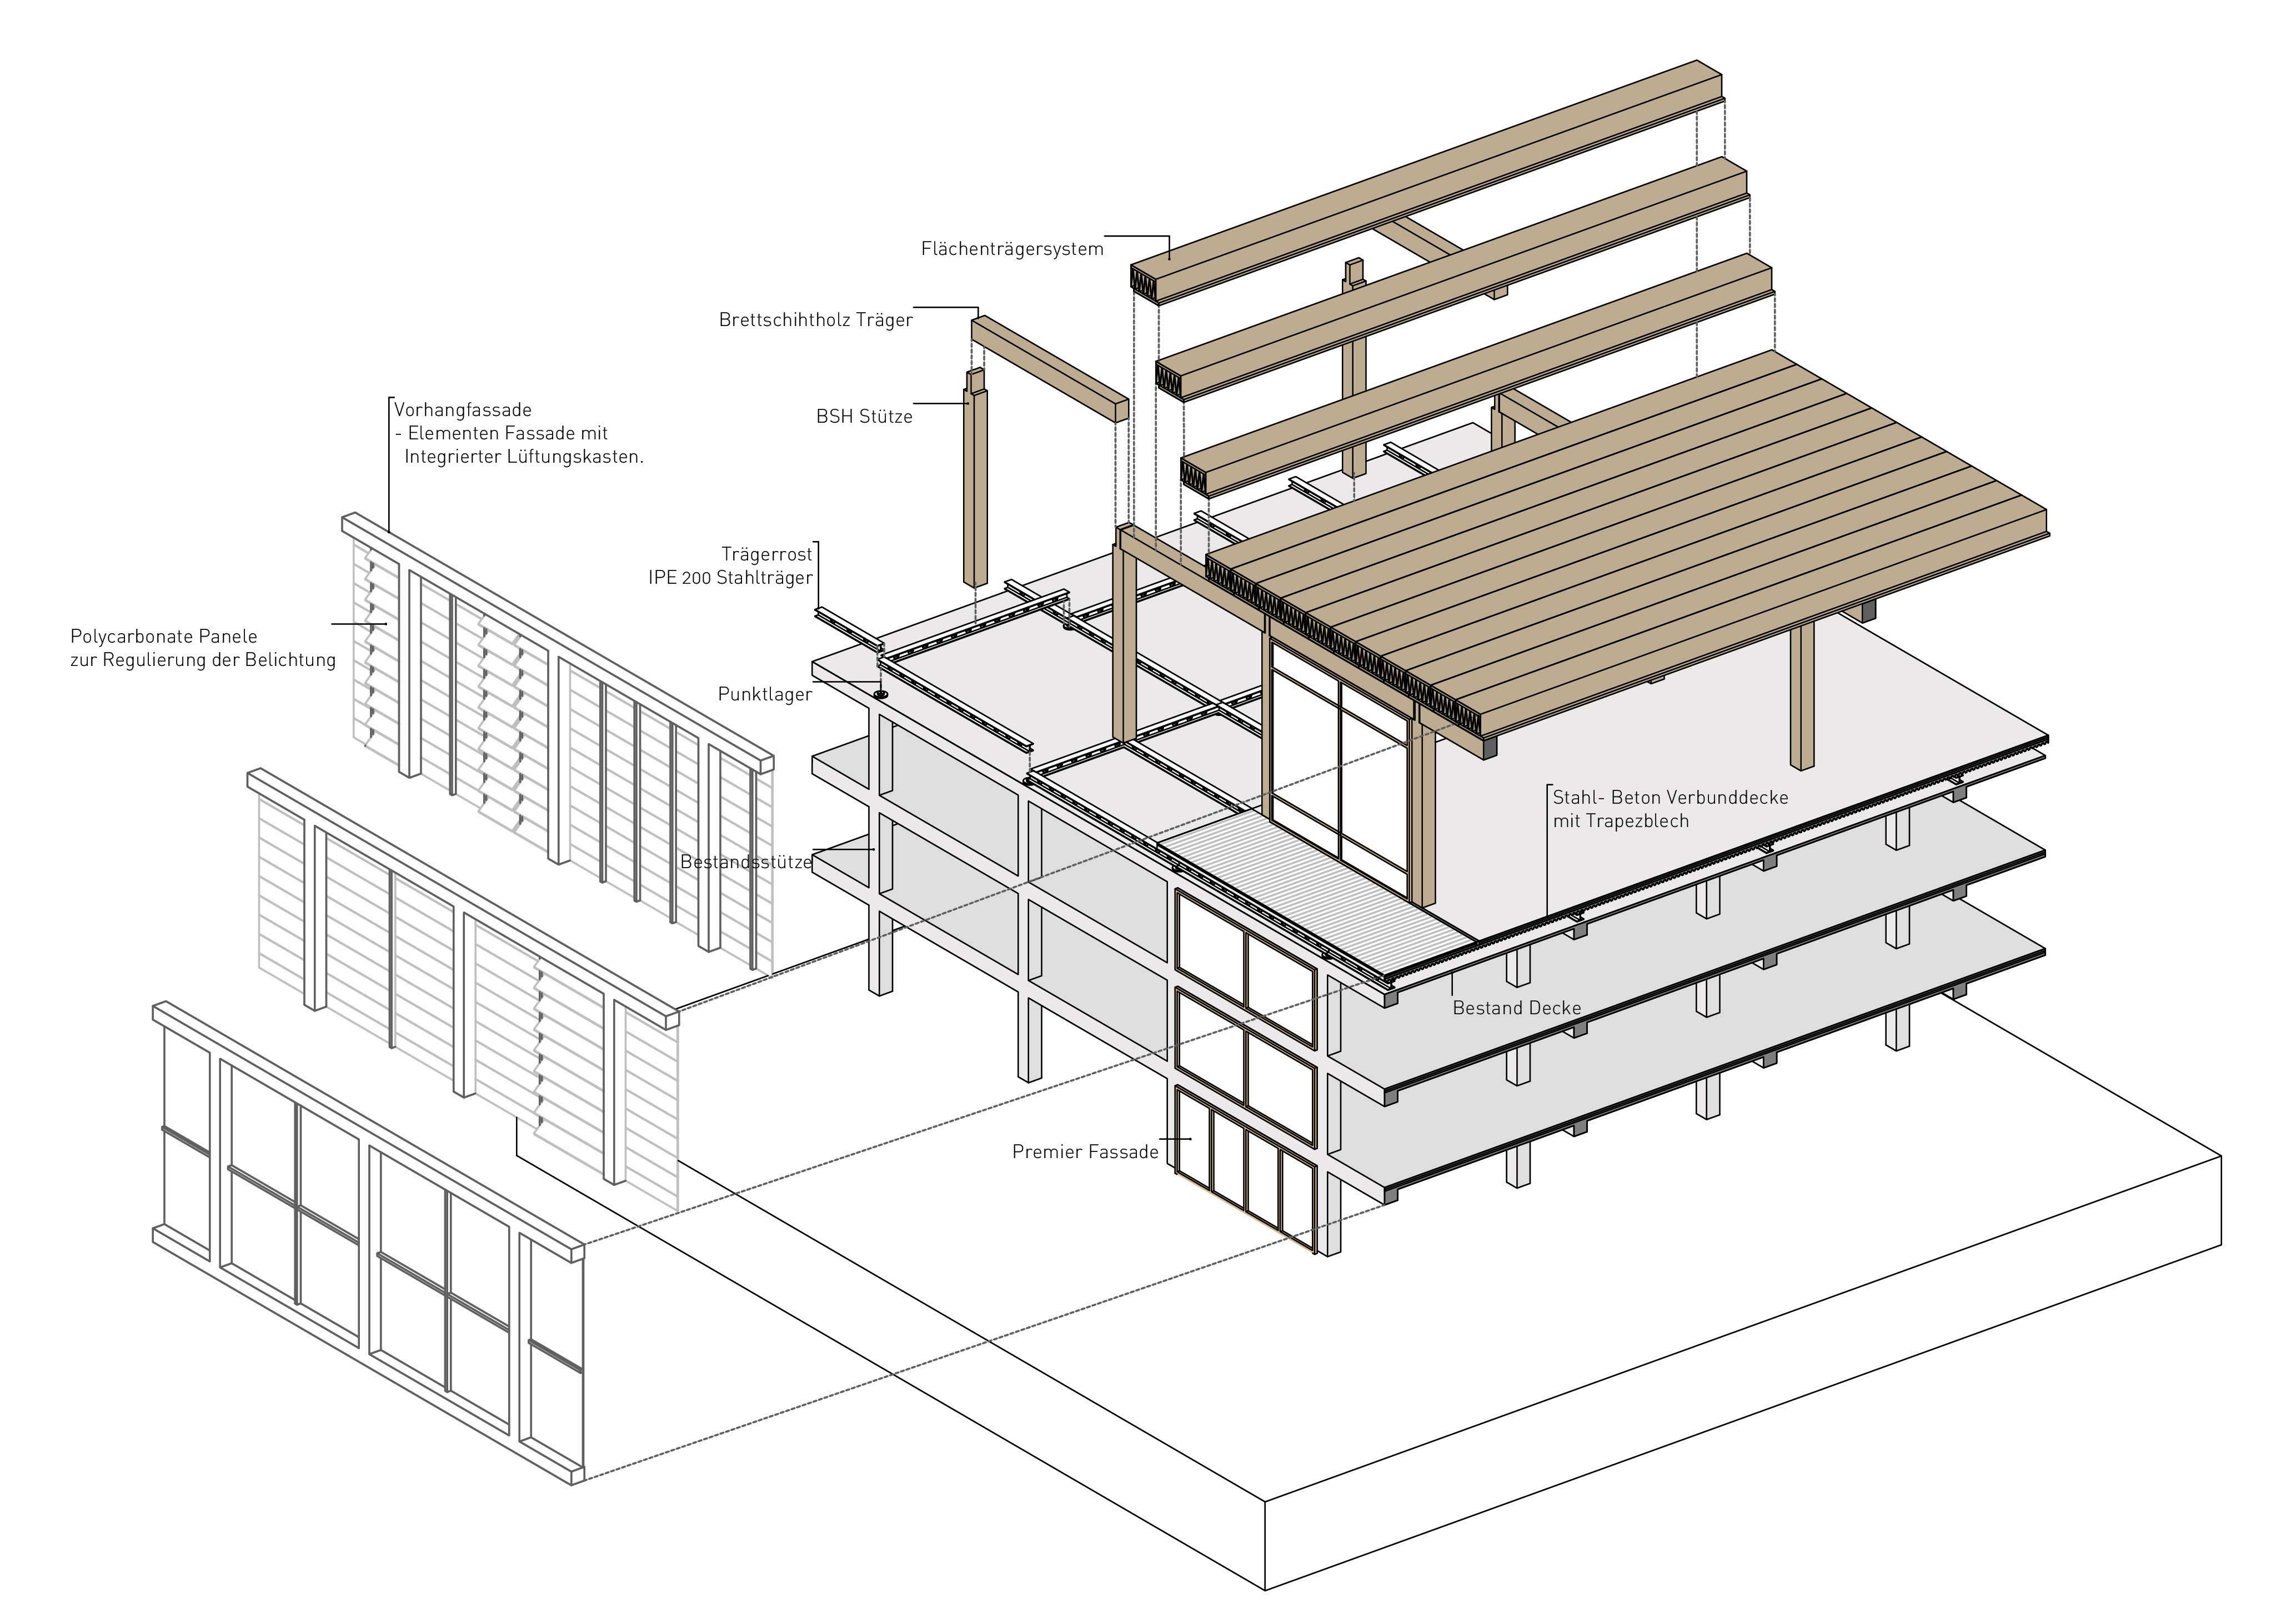 Flächenträgersystem
Brettschihtholz Träger
BSH Stütze
Vorhangfassade
- Elementen Fassade mit
Integrierter Lüftungskasten.
Trägerrost
IPE 200 Stahlträger
Polycarbonate Panele
zur Regulierung der Belichtung
Punktlager
Stahl- Beton Verbunddecke
mit Trapezblech
Bestandsstütze
Bestand Decke
Premier Fassade